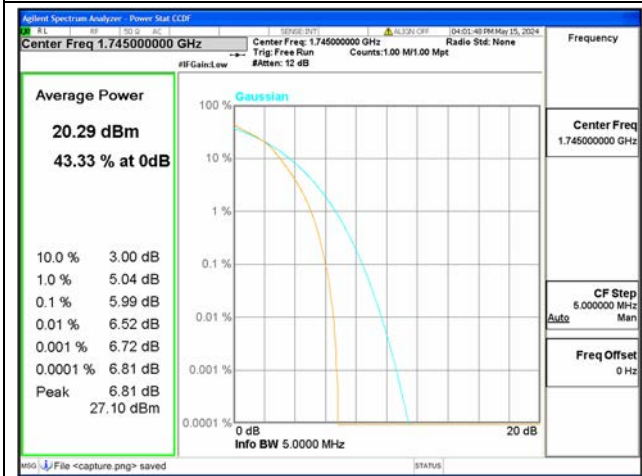 Agilent Spectrum Analyzer - Power Stat CCDF
RL RF 50 Ω AC SENSE:INT ALIGN OFF 04:01:48 PM May 15, 2024
Center Freq 1.745000000 GHz
Center Freq: 1.745000000 GHz Radio Std: None
Trig: Free Run Counts:1.00 M/1.00 Mpt
#IFGain:Low #Atten: 12 dB
Frequency
Average Power
20.29 dBm
43.33 % at 0dB
10.0 % 3.00 dB
1.0 % 5.04 dB
0.1 % 5.99 dB
0.01 % 6.52 dB
0.001 % 6.72 dB
0.0001 % 6.81 dB
Peak 6.81 dB
27.10 dBm
Gaussian
100 %
10 %
1 %
0.1 %
0.01 %
0.001 %
0.0001 %
0 dB 20 dB
Info BW 5.0000 MHz
Center Freq
1.745000000 GHz
CF Step
5.000000 MHz
Auto Man
Freq Offset
0 Hz
MSG File <capture.png> saved STATUS